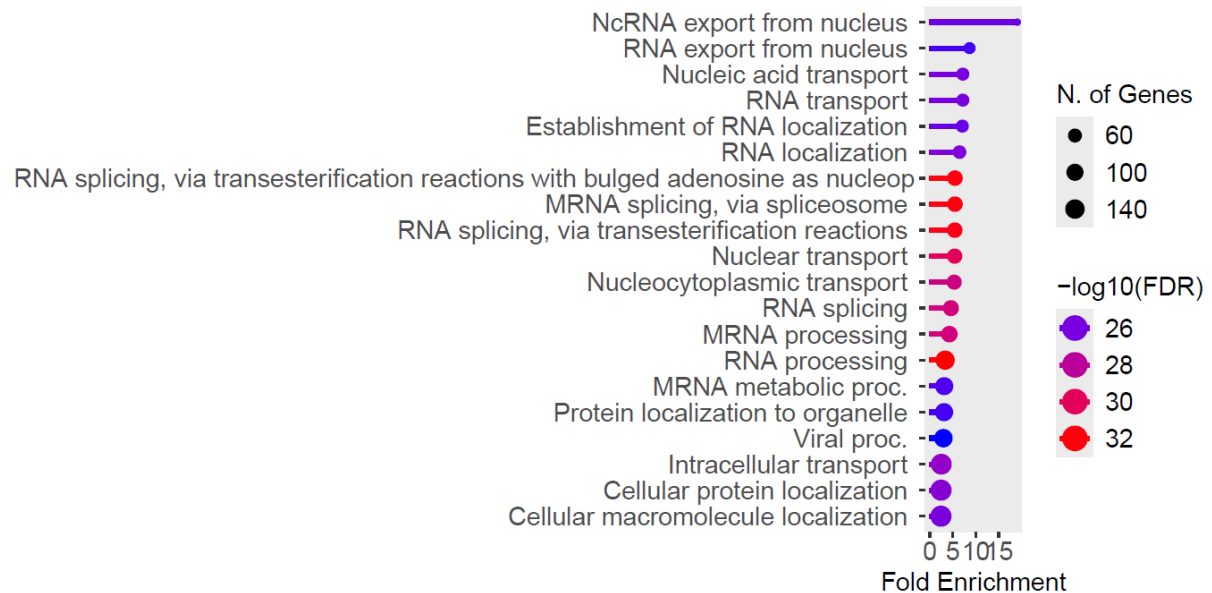 NcRNA export from nucleus
RNA export from nucleus
Nucleic acid transport
RNA transport
Establishment of RNA localization
RNA localization
RNA splicing, via transesterification reactions with bulged adenosine as nucleop
MRNA splicing, via spliceosome
RNA splicing, via transesterification reactions
Nuclear transport
Nucleocytoplasmic transport
RNA splicing
MRNA processing
RNA processing
MRNA metabolic proc.
Protein localization to organelle
Viral proc.
Intracellular transport
Cellular protein localization
Cellular macromolecule localization
0 5 10 15
Fold Enrichment
N. of Genes
60
100
140
−log10(FDR)
26
28
30
32